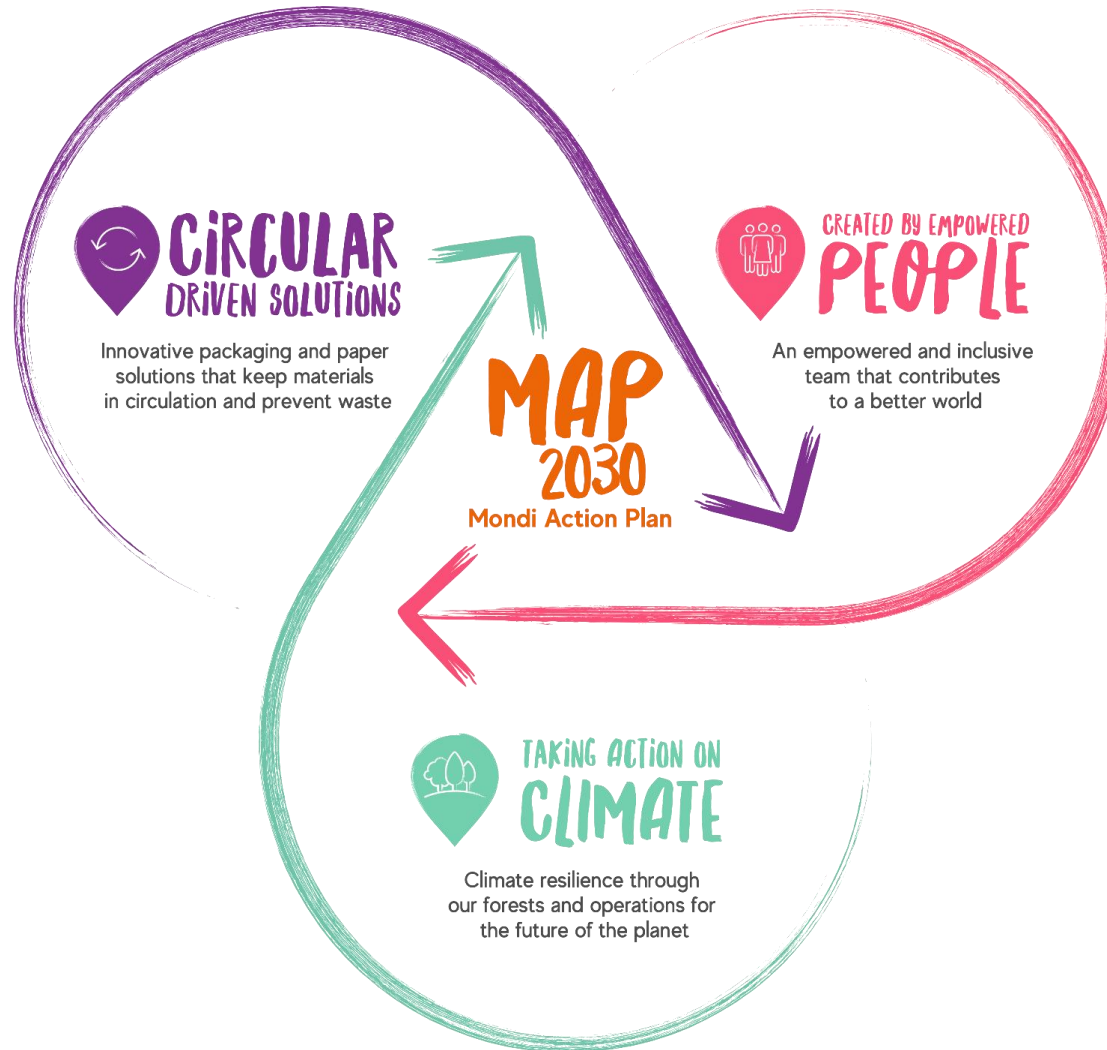 CiRCULAR
DRiVEN SOLUTiONS
Innovative packaging and paper
solutions that keep materials
in circulation and prevent waste
CREATED BY EMPOWERED
PEOPLE
An empowered and inclusive
team that contributes
to a better world
MAP
2030
Mondi Action Plan
TAKiNG ACTiON ON
CLIMATE
Climate resilience through
our forests and operations for
the future of the planet